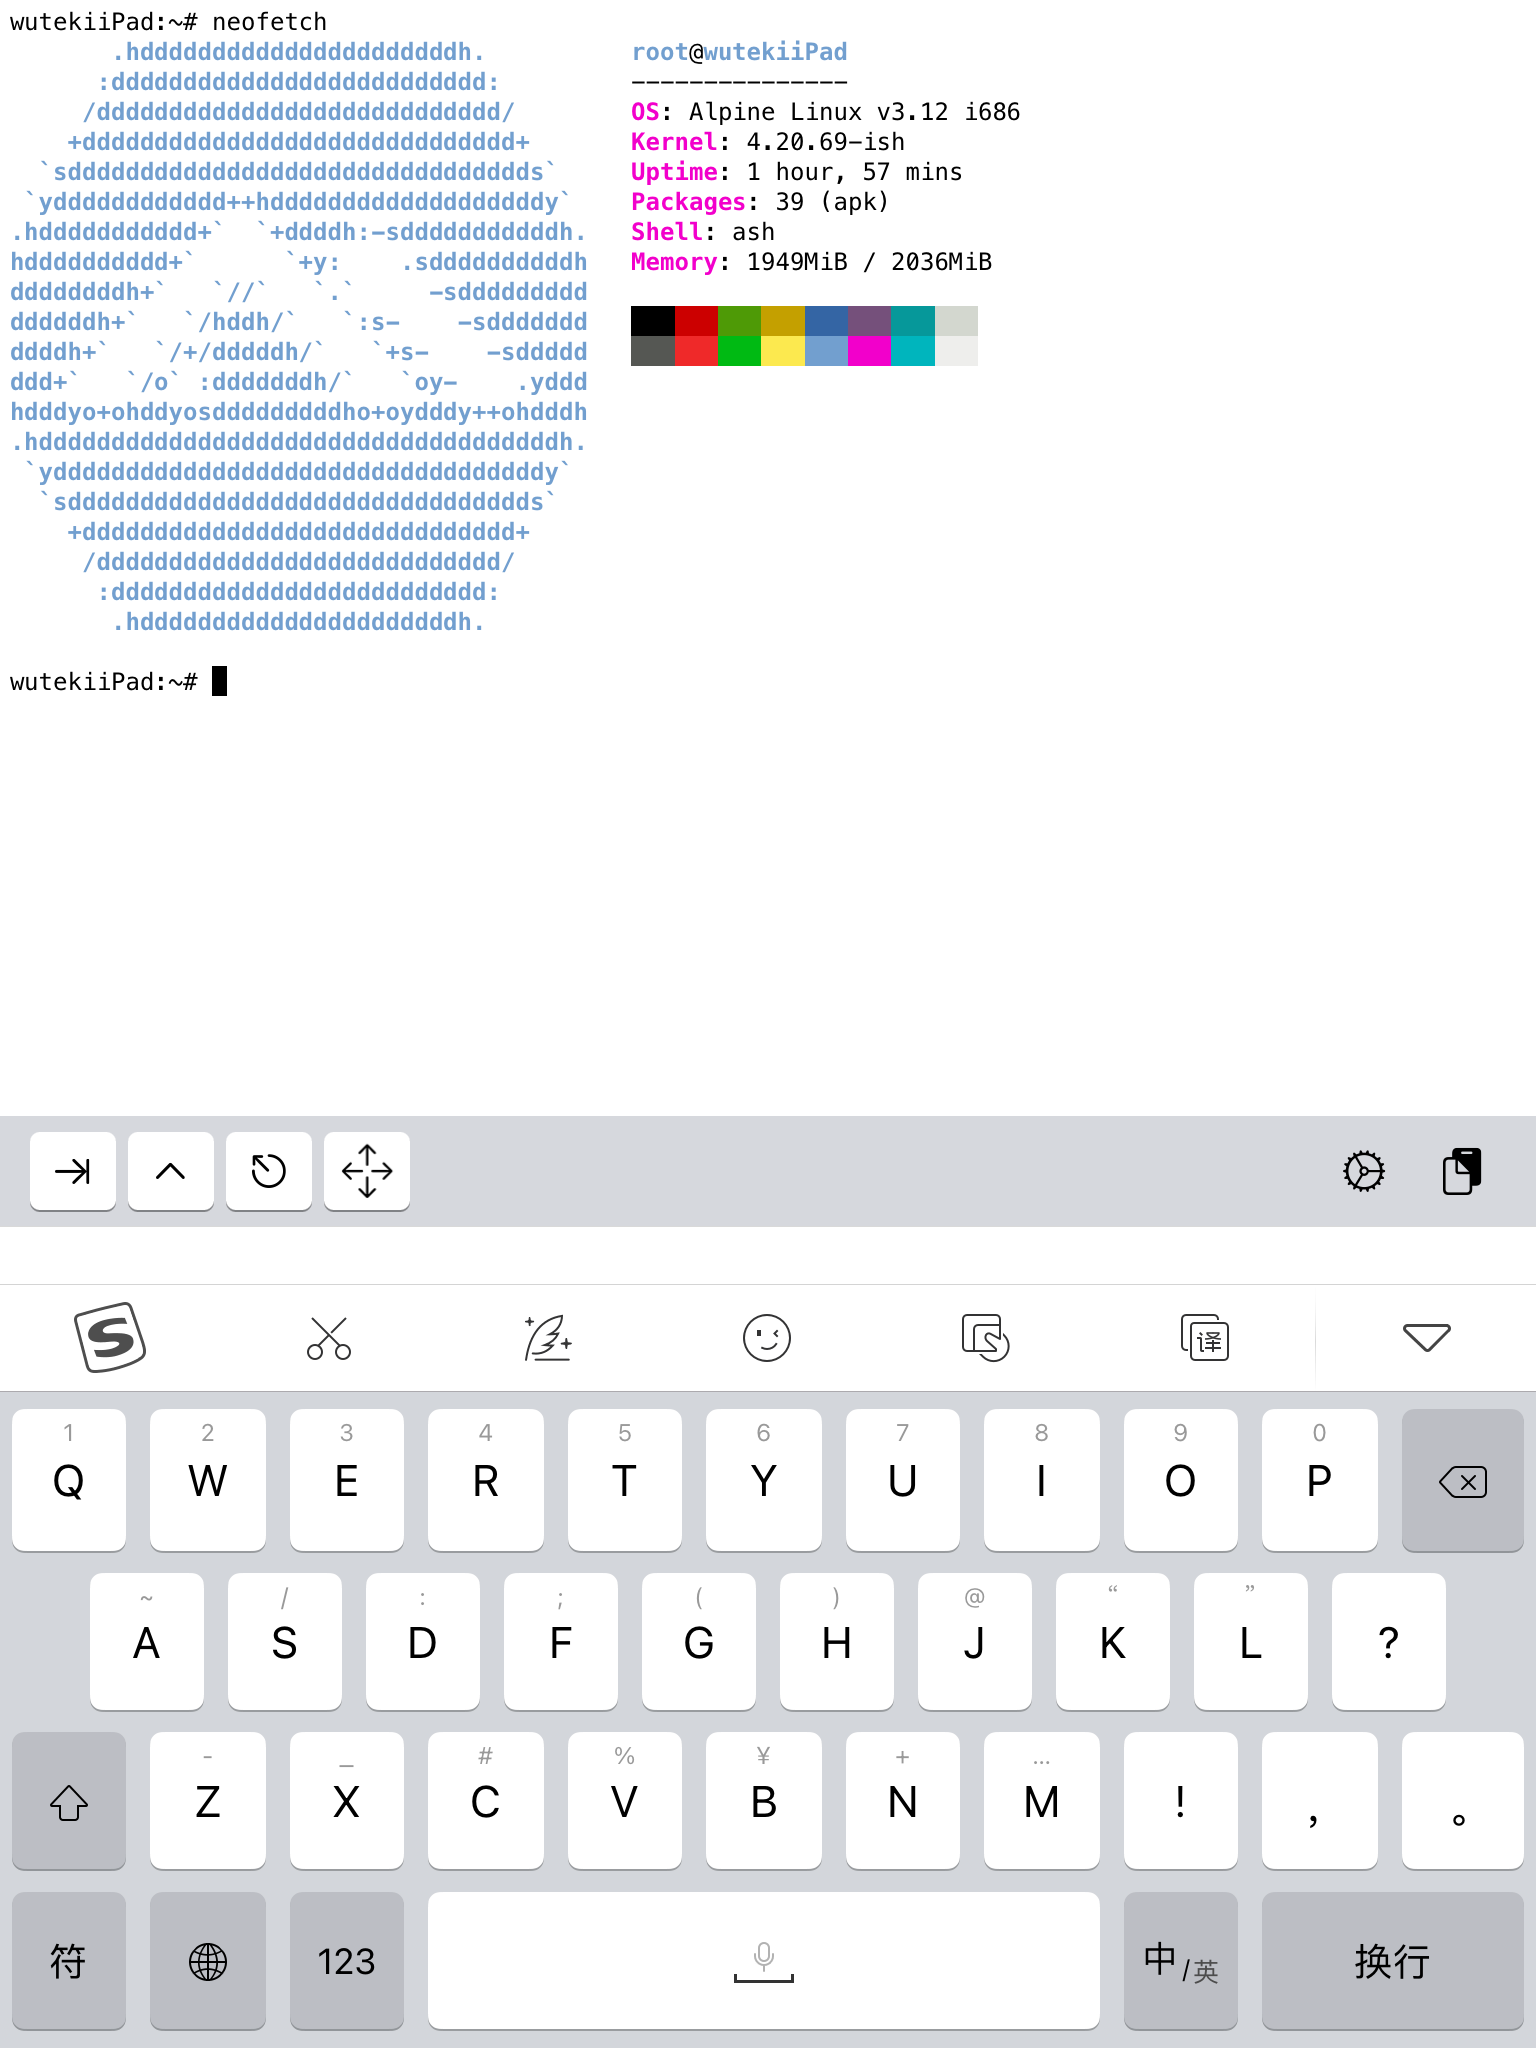 wutekiiPad:~# neofetch
        .hddddddddddddddddddddddh.          root@wutekiiPad
       :dddddddddddddddddddddddddd:         ---------------
      /dddddddddddddddddddddddddddd/        OS: Alpine Linux v3.12 i686
     +dddddddddddddddddddddddddddddd+       Kernel: 4.20.69-ish
   `sdddddddddddddddddddddddddddddddds`     Uptime: 1 hour, 57 mins
  `ydddddddddddd++hdddddddddddddddddddy`    Packages: 39 (apk)
 .hddddddddddd+`  `+ddddh:-sdddddddddddh.   Shell: ash
 hdddddddddd+`      `+y:    .sddddddddddh   Memory: 1949MiB / 2036MiB
 ddddddddh+`   `//`   `.`     -sddddddddd
 ddddddh+`   `/hddh/`   `:s-    -sddddddd
 ddddh+`   `/+/dddddh/`   `+s-    -sddddd
 ddd+`   `/o` :dddddddh/`   `oy-    .yddd
 hdddyo+ohddyosdddddddddho+oydddy++ohdddh
 .hddddddddddddddddddddddddddddddddddddh.
  `yddddddddddddddddddddddddddddddddddy`
   `sdddddddddddddddddddddddddddddddds`
     +dddddddddddddddddddddddddddddd+
      /dddddddddddddddddddddddddddd/
       :dddddddddddddddddddddddddd:
        .hddddddddddddddddddddddh.
wutekiiPad:~#
S 译
1 2 3 4 5 6 7 8 9 0
Q W E R T Y U I O P
~ / : ; ( ) @ “ ”
A S D F G H J K L ?
- _ # % ¥ + …
Z X C V B N M ! , 。
符 123 中/英 换行